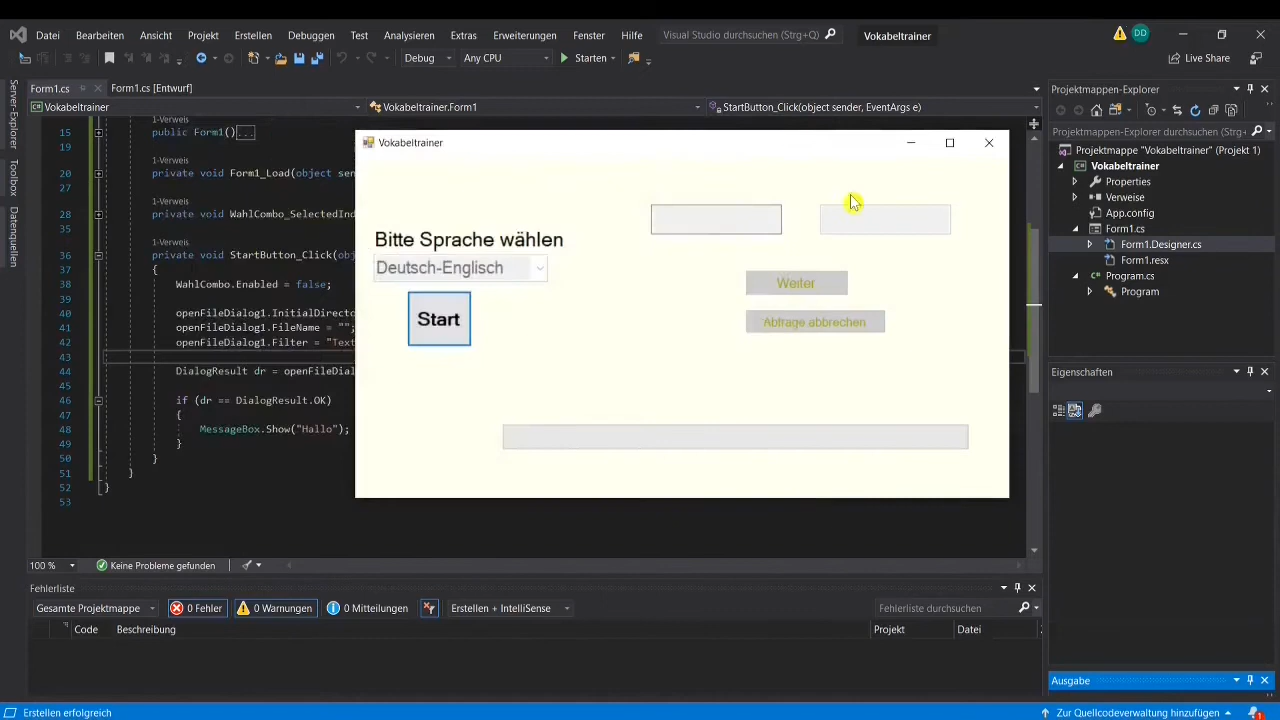 Datei Bearbeiten Ansicht Projekt Erstellen Debuggen Test Analysieren Extras Erweiterungen Fenster Hilfe Visual Studio durchsuchen (Strg+Q) Vokabeltrainer DD
Debug Any CPU Starten Live Share
Form1.cs Form1.cs [Entwurf]
Vokabeltrainer Vokabeltrainer.Form1 StartButton_Click(object sender, EventArgs e)
Server-Explorer
Toolbox
Datenquellen
1-Verweis
15 public Form1()...
19
1-Verweis
20 private void Form1_Load(object sen
27
1-Verweis
28 private void WahlCombo_SelectedInd
35
1-Verweis
36 private void StartButton_Click(obj
37 {
38 WahlCombo.Enabled = false;
39
40 openFileDialog1.InitialDirecto
41 openFileDialog1.FileName = "";
42 openFileDialog1.Filter = "Text
43
44 DialogResult dr = openFileDial
45
46 if (dr == DialogResult.OK)
47 {
48 MessageBox.Show("Hallo");
49 }
50 }
51 }
52 }
53
Vokabeltrainer
Bitte Sprache wählen
Deutsch-Englisch
Start
Weiter
Abfrage abbrechen
Projektmappen-Explorer
Projektmappen-Explorer durchsuchen (Strg+
Projektmappe "Vokabeltrainer" (Projekt 1)
Vokabeltrainer
Properties
Verweise
App.config
Form1.cs
Form1.Designer.cs
Form1.resx
Program.cs
Program
Eigenschaften
100 % Keine Probleme gefunden
Fehlerliste
Gesamte Projektmappe 0 Fehler 0 Warnungen 0 Mitteilungen Erstellen + IntelliSense Fehlerliste durchsuchen
Code Beschreibung Projekt Datei
Ausgabe
Erstellen erfolgreich Zur Quellcodeverwaltung hinzufügen 1